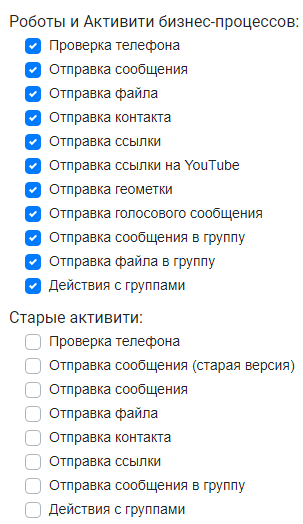 Роботы и Активити бизнес-процессов:
Проверка телефона
Отправка сообщения
Отправка файла
Отправка контакта
Отправка ссылки
Отправка ссылки на YouTube
Отправка геометки
Отправка голосового сообщения
Отправка сообщения в группу
Отправка файла в группу
Действия с группами
Старые активити:
Проверка телефона
Отправка сообщения (старая версия)
Отправка сообщения
Отправка файла
Отправка контакта
Отправка ссылки
Отправка сообщения в группу
Действия с группами